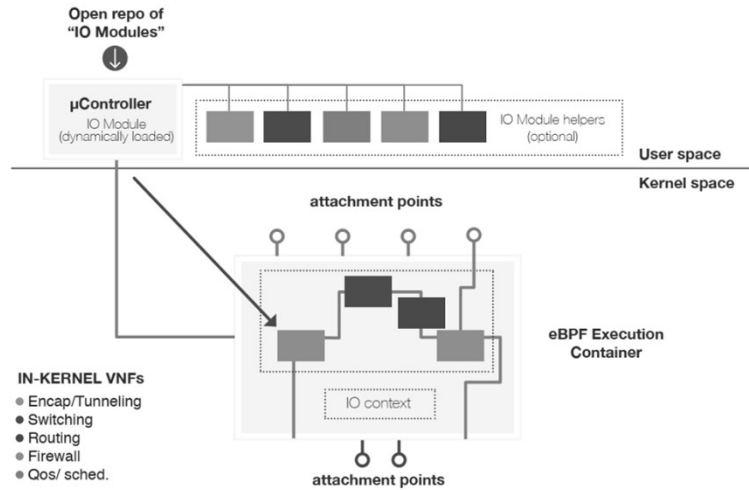 Open repo of
"IO Modules"
µController
IO Module
(dynamically loaded)
IO Module helpers
(optional)
User space
Kernel space
attachment points
eBPF Execution
Container
IN-KERNEL VNFs
Encap/Tunneling
Switching
Routing
Firewall
Qos/ sched.
IO context
attachment points